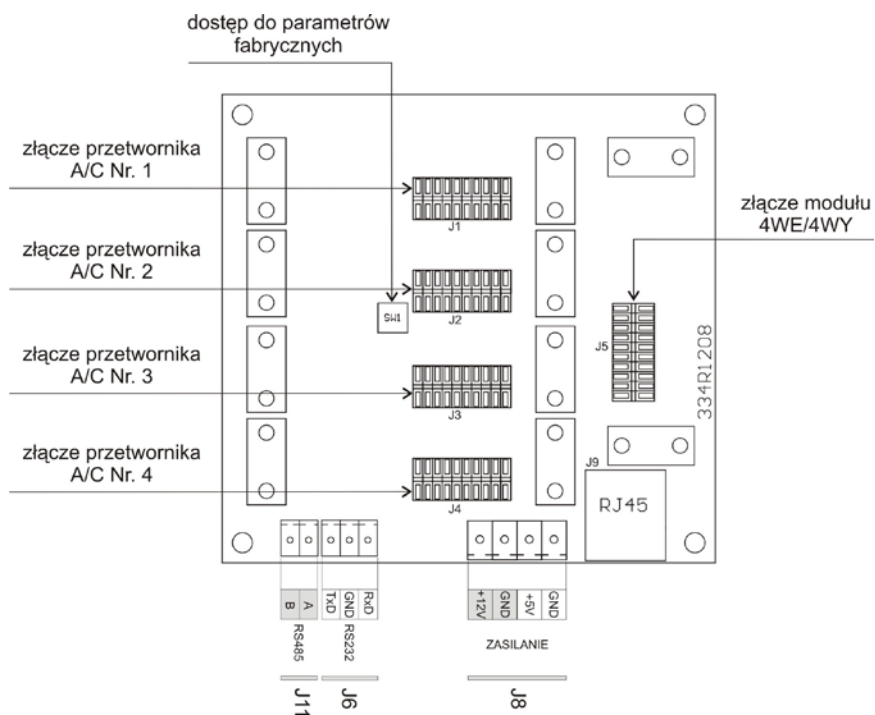 dostęp do parametrów
fabrycznych
złącze przetwornika
A/C Nr. 1
J1
złącze modułu
4WE/4WY
złącze przetwornika
A/C Nr. 2
J2
SW1
J5
334R1208
złącze przetwornika
A/C Nr. 3
J3
złącze przetwornika
A/C Nr. 4
J4
J9
RJ45
B
A
TxD
GND
RxD
+12V
GND
+5V
GND
RS485
RS232
ZASILANIE
J11
J6
J8